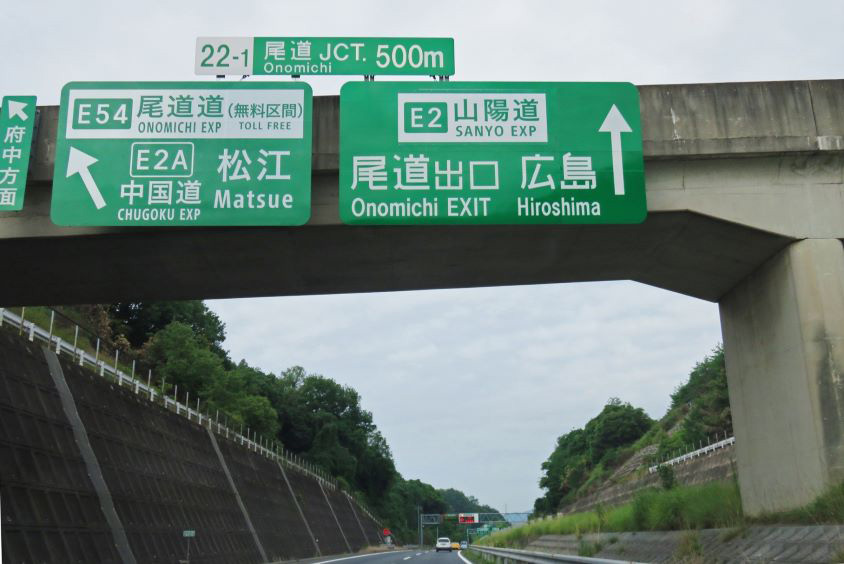 22-1 尾道 JCT. 500m
Onomichi
府中方面
E54 尾道道(無料区間)
ONOMICHI EXP TOLL FREE
E2A 松江
中国道 Matsue
CHUGOKU EXP
E2 山陽道
SANYO EXP
尾道出口 広島
Onomichi EXIT Hiroshima